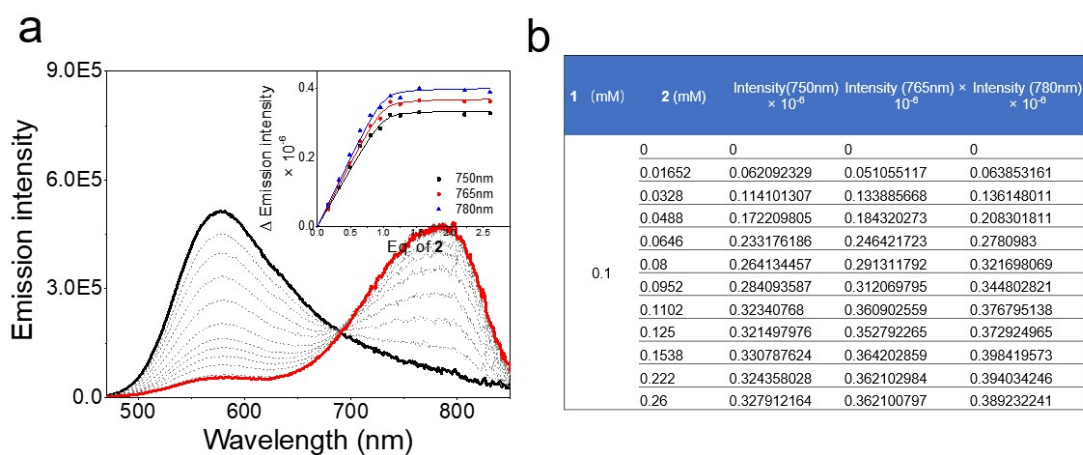 a
9.0E5
6.0E5
3.0E5
0.0
Emission intensity
500
600
700
800
Wavelength (nm)
0.4
0.2
0.0
Δ Emission intensity
× 10⁻⁶
0.0 0.5 1.0 1.5 2.0 2.5
Eq. of 2
750nm
765nm
780nm
b
1 (mM) 2 (mM) Intensity(750nm) × 10⁻⁶ Intensity (765nm) × 10⁻⁶ Intensity (780nm) × 10⁻⁶
0.1
0 0 0 0
0.01652 0.062092329 0.051055117 0.063853161
0.0328 0.114101307 0.133885668 0.136148011
0.0488 0.172209805 0.184320273 0.208301811
0.0646 0.233176186 0.246421723 0.2780983
0.08 0.264134457 0.291311792 0.321698069
0.0952 0.284093587 0.312069795 0.344802821
0.1102 0.32340768 0.360902559 0.376795138
0.125 0.321497976 0.352792265 0.372924965
0.1538 0.330787624 0.364202859 0.398419573
0.222 0.324358028 0.362102984 0.394034246
0.26 0.327912164 0.362100797 0.389232241